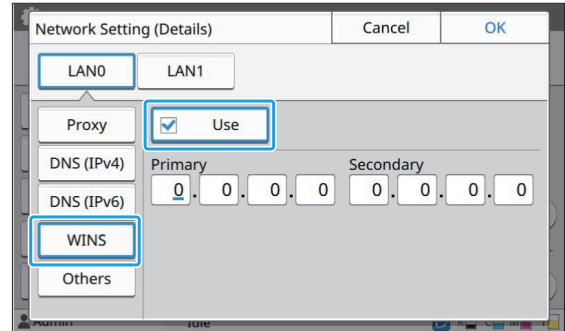 Network Setting (Details) Cancel OK
LAN0 LAN1
Proxy
Use
DNS (IPv4)
Primary Secondary
0 . 0 . 0 . 0 0 . 0 . 0 . 0
DNS (IPv6)
WINS
Others
Admin Idle